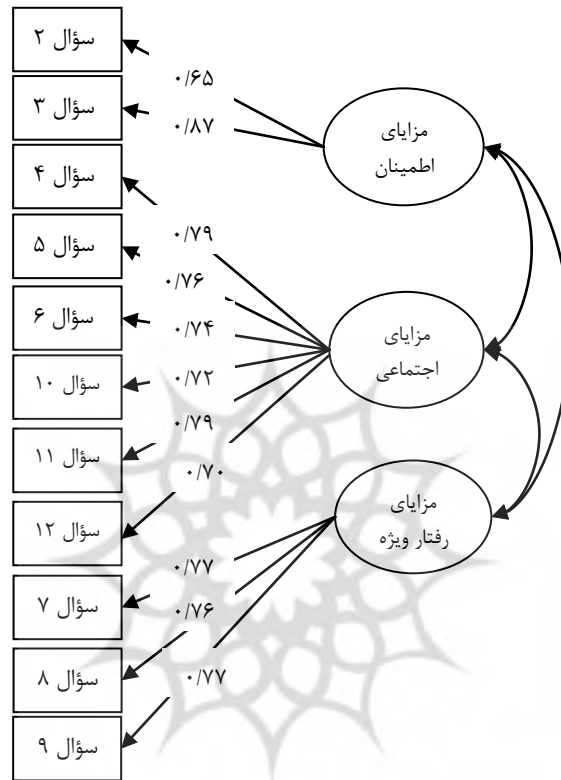 سؤال ۲
سؤال ۳
سؤال ۴
سؤال ۵
سؤال ۶
سؤال ۱۰
سؤال ۱۱
سؤال ۱۲
سؤال ۷
سؤال ۸
سؤال ۹
۰/۶۵
۰/۸۷
۰/۷۹
۰/۷۶
۰/۷۴
۰/۷۲
۰/۷۹
۰/۷۰
۰/۷۷
۰/۷۶
۰/۷۷
مزایای
اطمینان
مزایای
اجتماعی
مزایای
رفتار ویژه